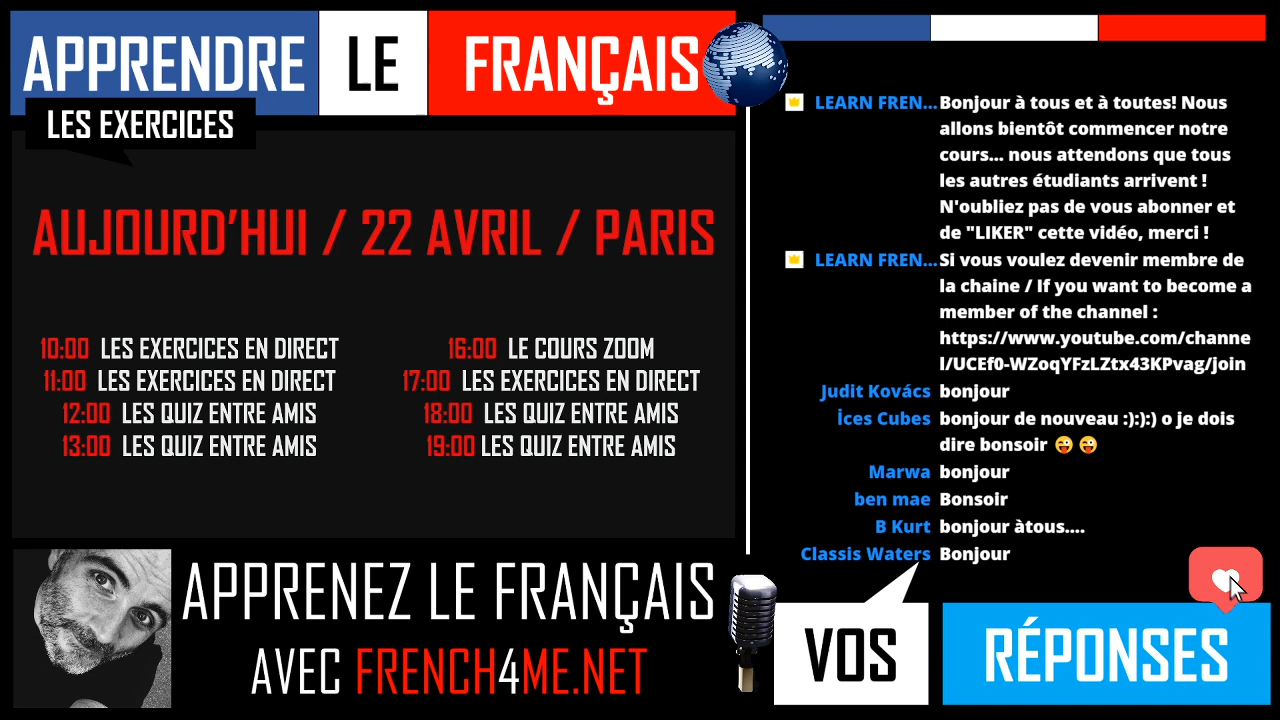 APPRENDRE LE FRANÇAIS
LES EXERCICES
AUJOURD'HUI / 22 AVRIL / PARIS
10:00 LES EXERCICES EN DIRECT
11:00 LES EXERCICES EN DIRECT
12:00 LES QUIZ ENTRE AMIS
13:00 LES QUIZ ENTRE AMIS
16:00 LE COURS ZOOM
17:00 LES EXERCICES EN DIRECT
18:00 LES QUIZ ENTRE AMIS
19:00 LES QUIZ ENTRE AMIS
APPRENEZ LE FRANÇAIS
AVEC FRENCH4ME.NET
LEARN FREN... Bonjour à tous et à toutes! Nous
allons bientôt commencer notre
cours... nous attendons que tous
les autres étudiants arrivent !
N'oubliez pas de vous abonner et
de "LIKER" cette vidéo, merci !
LEARN FREN... Si vous voulez devenir membre de
la chaine / If you want to become a
member of the channel :
https://www.youtube.com/channe
l/UCEf0-WZoqYFzLZtx43KPvag/join
Judit Kovács bonjour
İces Cubes bonjour de nouveau :):):) o je dois
dire bonsoir 😜 😜
Marwa bonjour
ben mae Bonsoir
B Kurt bonjour àtous....
Classis Waters Bonjour
VOS RÉPONSES